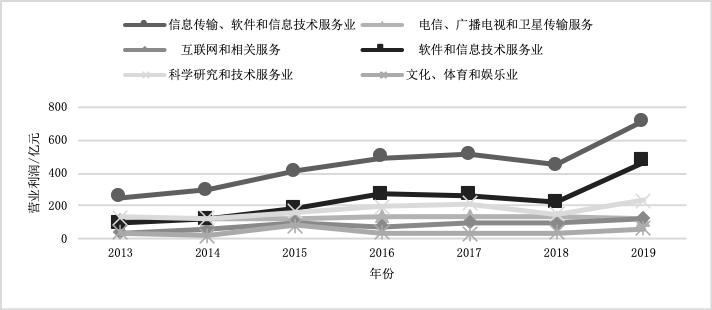 信息传输、软件和信息技术服务业 电信、广播电视和卫星传输服务
互联网和相关服务 软件和信息技术服务业
科学研究和技术服务业 文化、体育和娱乐业
800
600
400
200
0
营业利润/亿元
2013 2014 2015 2016 2017 2018 2019
年份